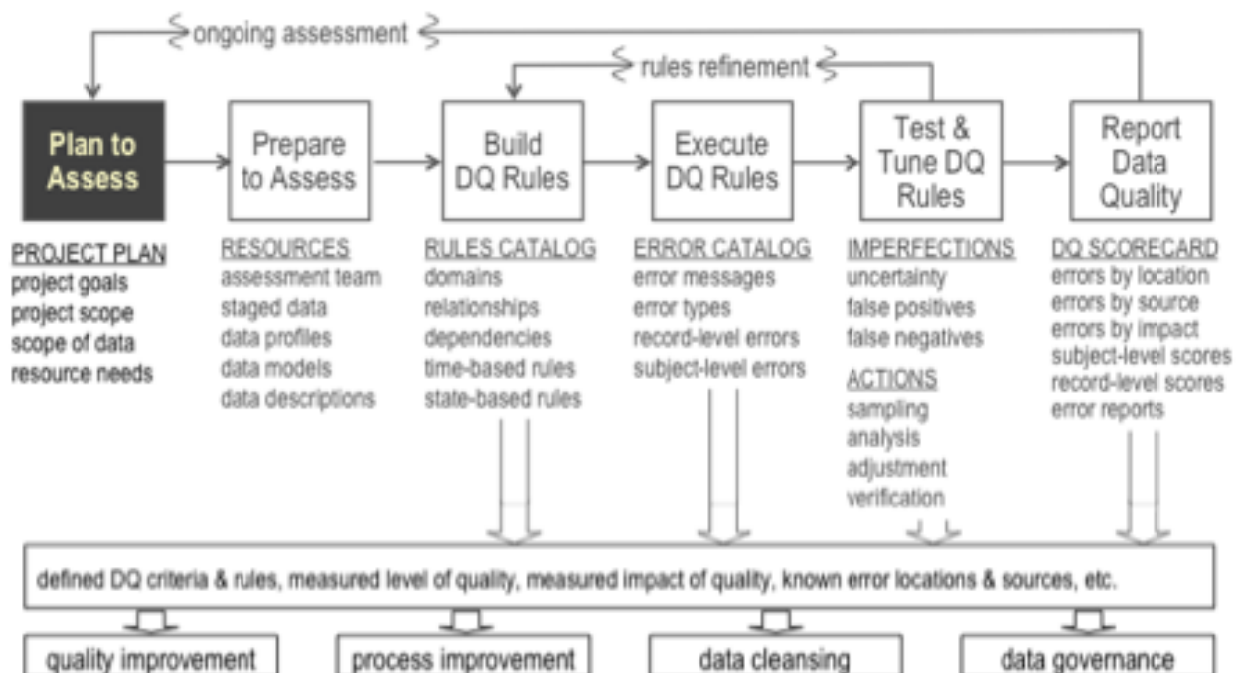 ongoing assessment
rules refinement
Plan to
Assess
Prepare
to Assess
Build
DQ Rules
Execute
DQ Rules
Test &
Tune DQ
Rules
Report
Data
Quality
PROJECT PLAN
project goals
project scope
scope of data
resource needs
RESOURCES
assessment team
staged data
data profiles
data models
data descriptions
RULES CATALOG
domains
relationships
dependencies
time-based rules
state-based rules
ERROR CATALOG
error messages
error types
record-level errors
subject-level errors
IMPERFECTIONS
uncertainty
false positives
false negatives
ACTIONS
sampling
analysis
adjustment
verification
DQ SCORECARD
errors by location
errors by source
errors by impact
subject-level scores
record-level scores
error reports
defined DQ criteria & rules, measured level of quality, measured impact of quality, known error locations & sources, etc.
quality improvement
process improvement
data cleansing
data governance